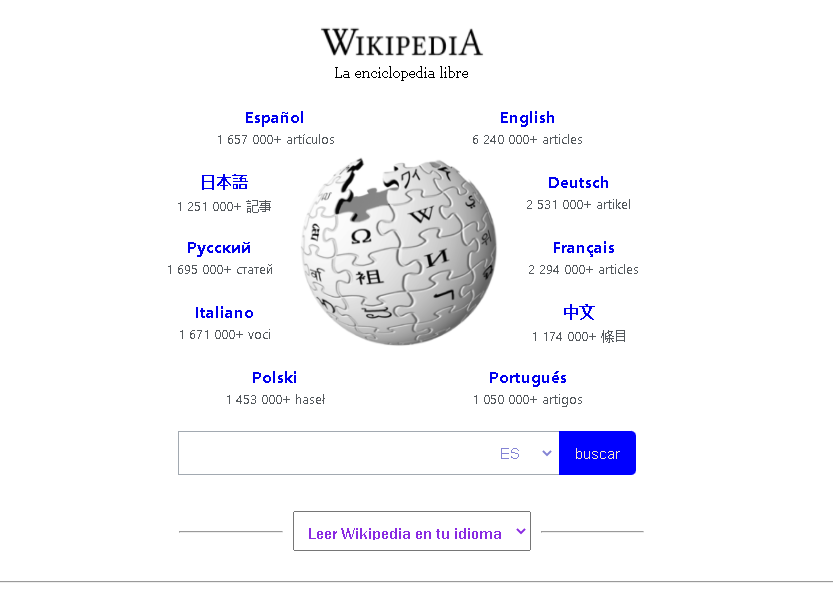 WIKIPEDIA
La enciclopedia libre
Español
1 657 000+ artículos
English
6 240 000+ articles
日本語
1 251 000+ 記事
Deutsch
2 531 000+ artikel
Русский
1 695 000+ статей
Français
2 294 000+ articles
Italiano
1 671 000+ voci
中文
1 174 000+ 條目
Polski
1 453 000+ haseł
Portugués
1 050 000+ artigos
Ω
W
И
祖
ワィ
ES
buscar
Leer Wikipedia en tu idioma